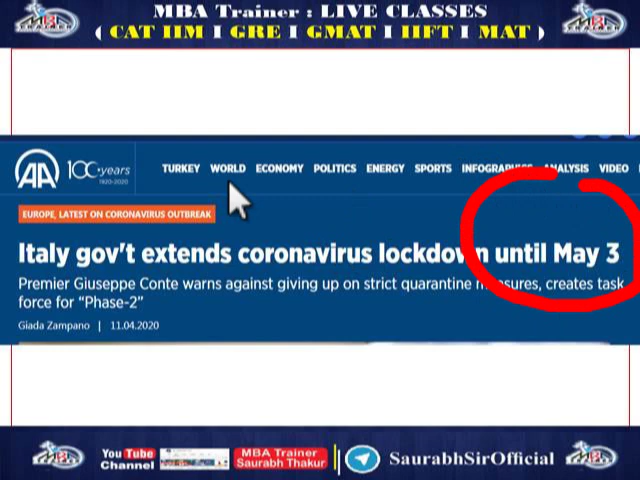 MBA Trainer : LIVE CLASSES
( CAT IIM I GRE I GMAT I IIFT I MAT )
AA 100.years
1920-2020
TURKEY WORLD ECONOMY POLITICS ENERGY SPORTS INFOGRAPHICS ANALYSIS VIDEO
EUROPE, LATEST ON CORONAVIRUS OUTBREAK
Italy gov't extends coronavirus lockdown until May 3
Premier Giuseppe Conte warns against giving up on strict quarantine measures, creates task
force for "Phase-2"
Giada Zampano | 11.04.2020
You Tube
Channel
MBA Trainer
Saurabh Thakur
SaurabhSirOfficial